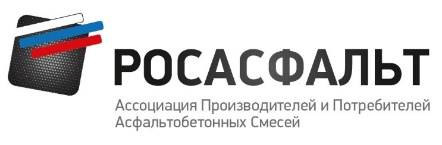 РОСАСФАЛЬТ
Ассоциация Производителей и Потребителей
Асфальтобетонных Смесей